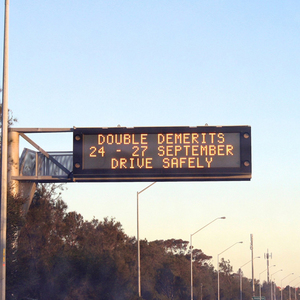 DOUBLE DEMERITS
24 - 27 SEPTEMBER
DRIVE SAFELY